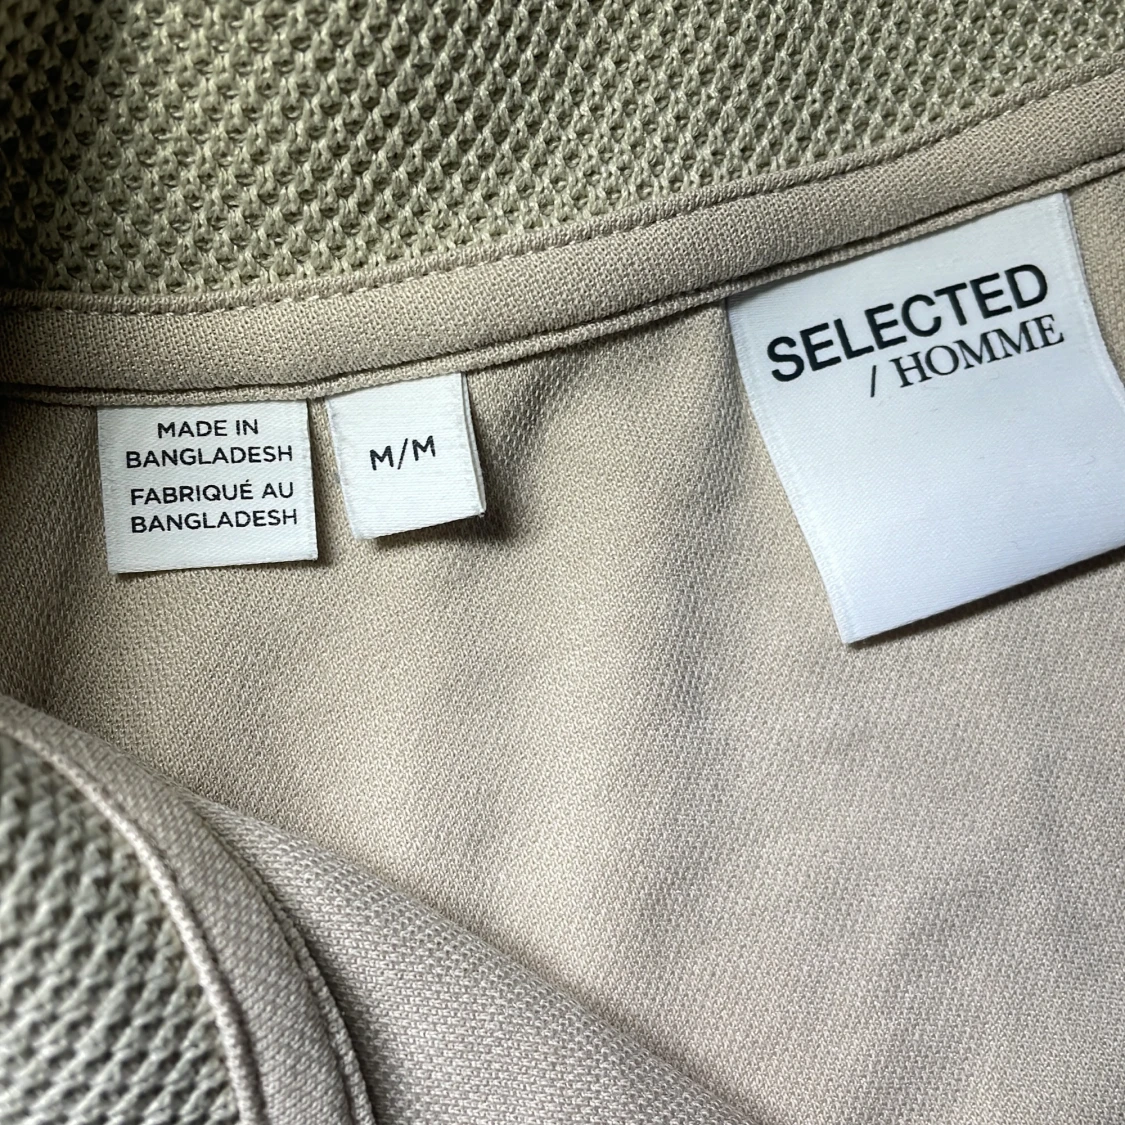 MADE IN
BANGLADESH
FABRIQUÉ AU
BANGLADESH
M/M
SELECTED
/ HOMME